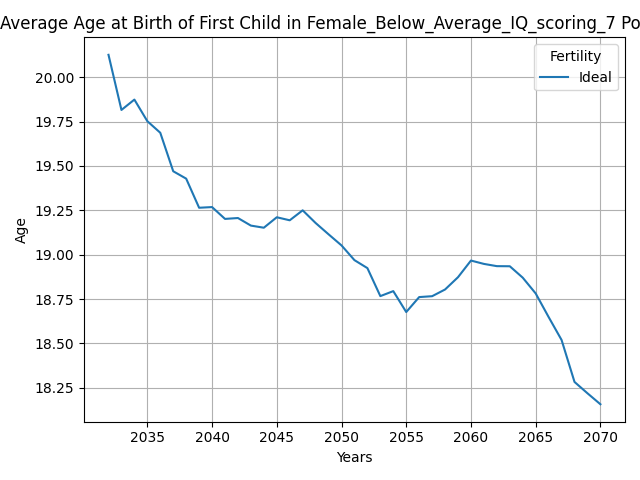 Average Age at Birth of First Child in Female_Below_Average_IQ_scoring_7 Po
Fertility
Ideal
20.00
19.75
19.50
19.25
19.00
18.75
18.50
18.25
Age
2035 2040 2045 2050 2055 2060 2065 2070
Years